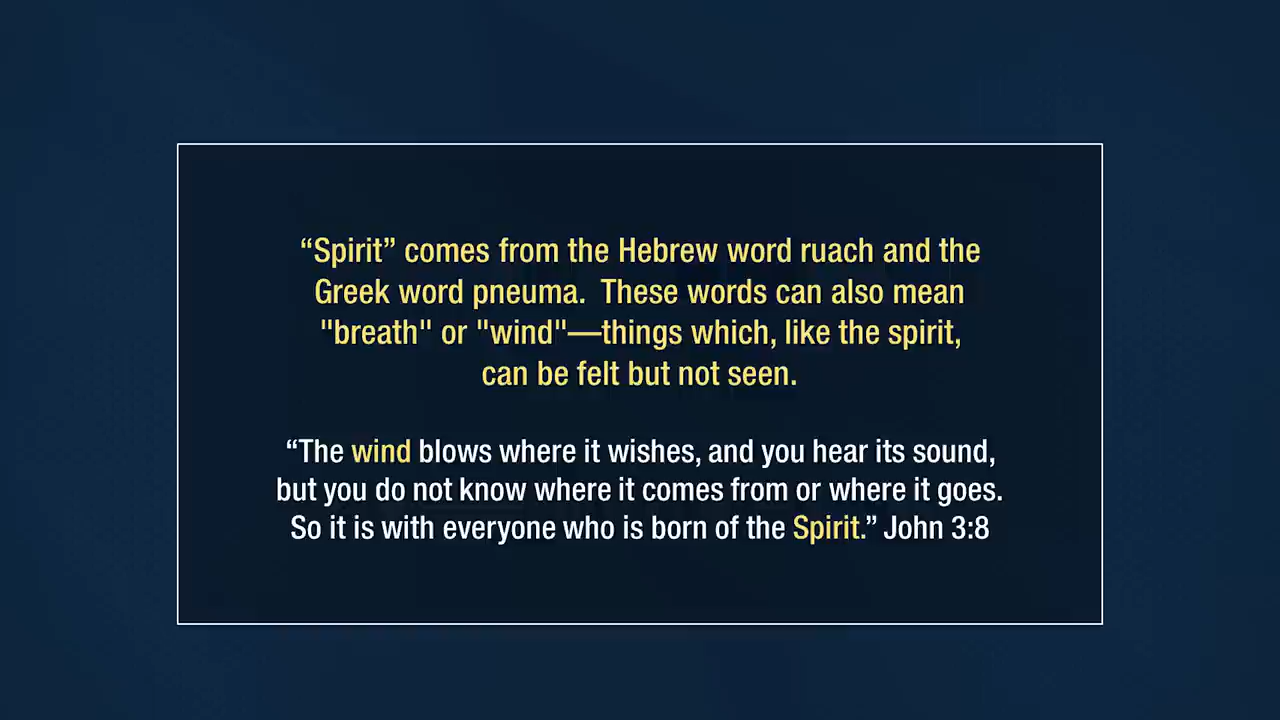 “Spirit” comes from the Hebrew word ruach and the
Greek word pneuma.  These words can also mean
"breath" or "wind"—things which, like the spirit,
can be felt but not seen.
“The wind blows where it wishes, and you hear its sound,
but you do not know where it comes from or where it goes.
So it is with everyone who is born of the Spirit.” John 3:8